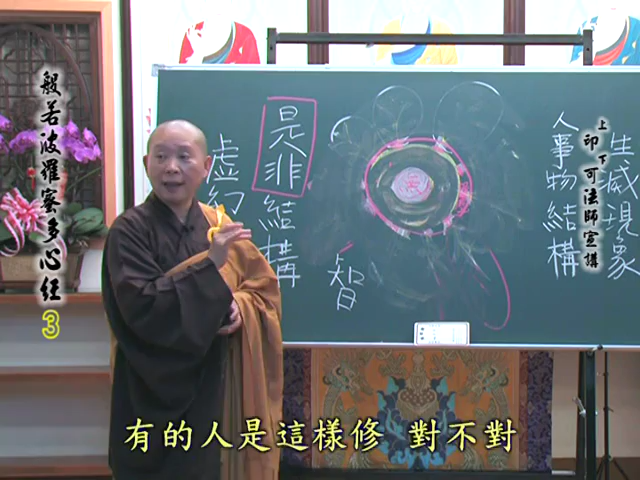 般若波羅蜜多心經
3
上印下可法師宣講
生滅現象
人事物結構
智
是非結構
虛幻
有的人是這樣修 對不對